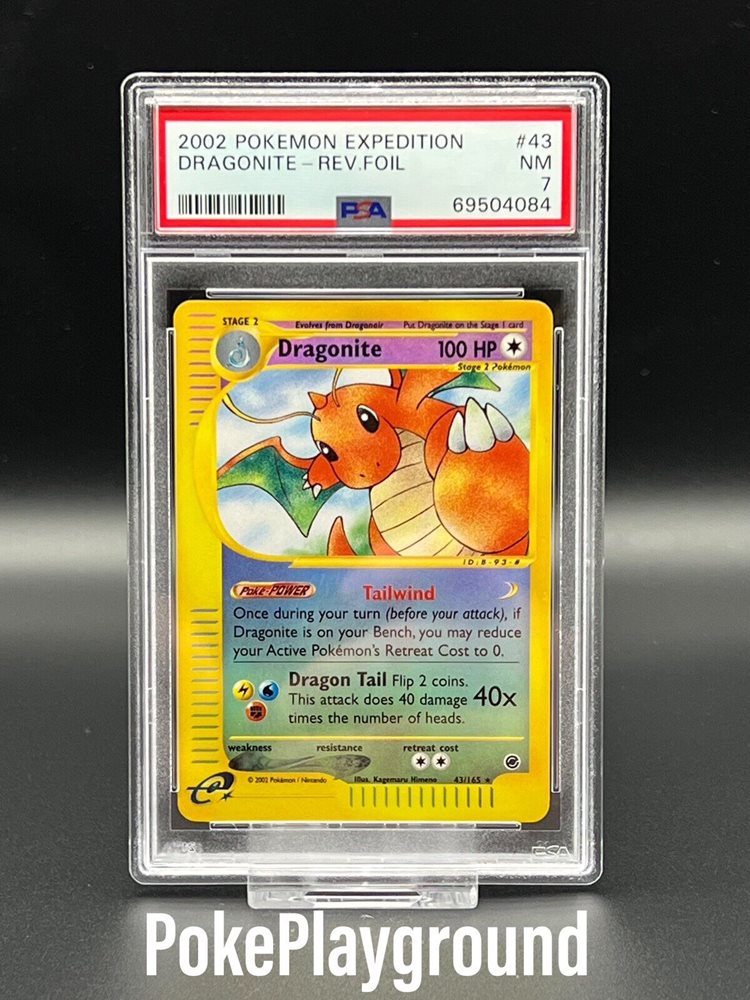 2002 POKEMON EXPEDITION #43
DRAGONITE - REV.FOIL NM
7
PSA 69504084
STAGE 2 Evolves from Dragonair Put Dragonite on the Stage 1 card
Dragonite 100 HP
Stage 2 Pokémon
ID:B-93-#
Poké-POWER Tailwind
Once during your turn (before your attack), if
Dragonite is on your Bench, you may reduce
your Active Pokémon's Retreat Cost to 0.
Dragon Tail Flip 2 coins.
This attack does 40 damage 40x
times the number of heads.
weakness resistance retreat cost
© 2002 Pokémon / Nintendo Illus. Kagemaru Himeno 43/165 ★
e
PSA
PokePlayground